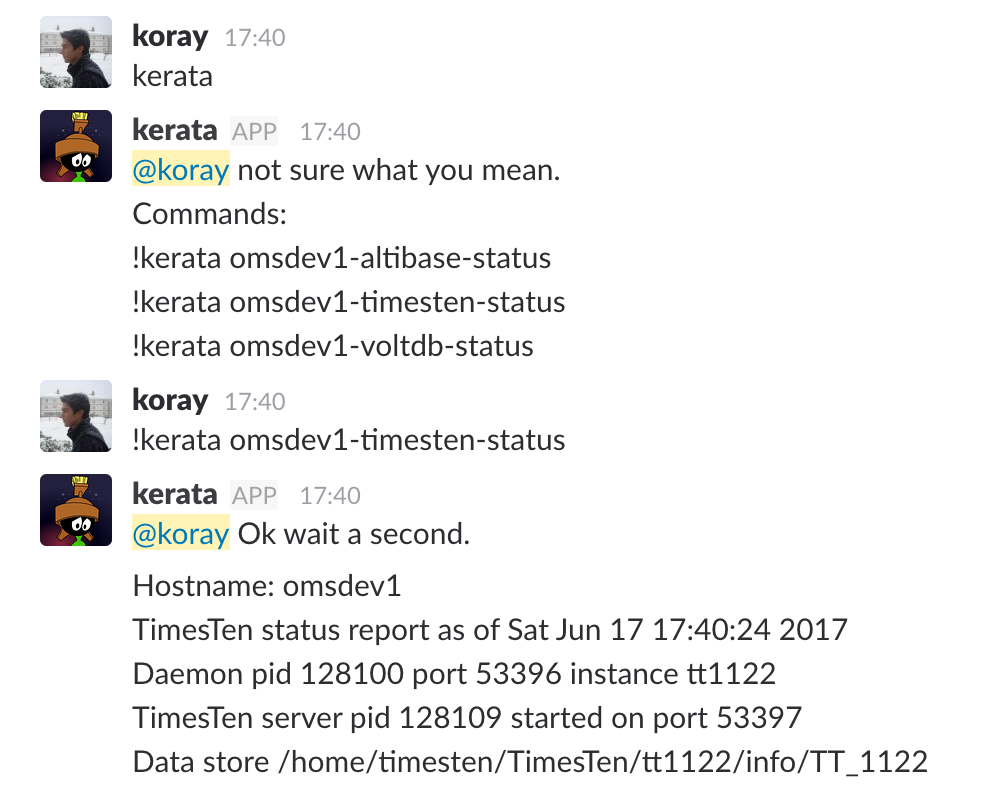 koray 17:40
kerata
kerata APP 17:40
@koray not sure what you mean.
Commands:
!kerata omsdev1-altibase-status
!kerata omsdev1-timesten-status
!kerata omsdev1-voltdb-status
koray 17:40
!kerata omsdev1-timesten-status
kerata APP 17:40
@koray Ok wait a second.
Hostname: omsdev1
TimesTen status report as of Sat Jun 17 17:40:24 2017
Daemon pid 128100 port 53396 instance tt1122
TimesTen server pid 128109 started on port 53397
Data store /home/timesten/TimesTen/tt1122/info/TT_1122